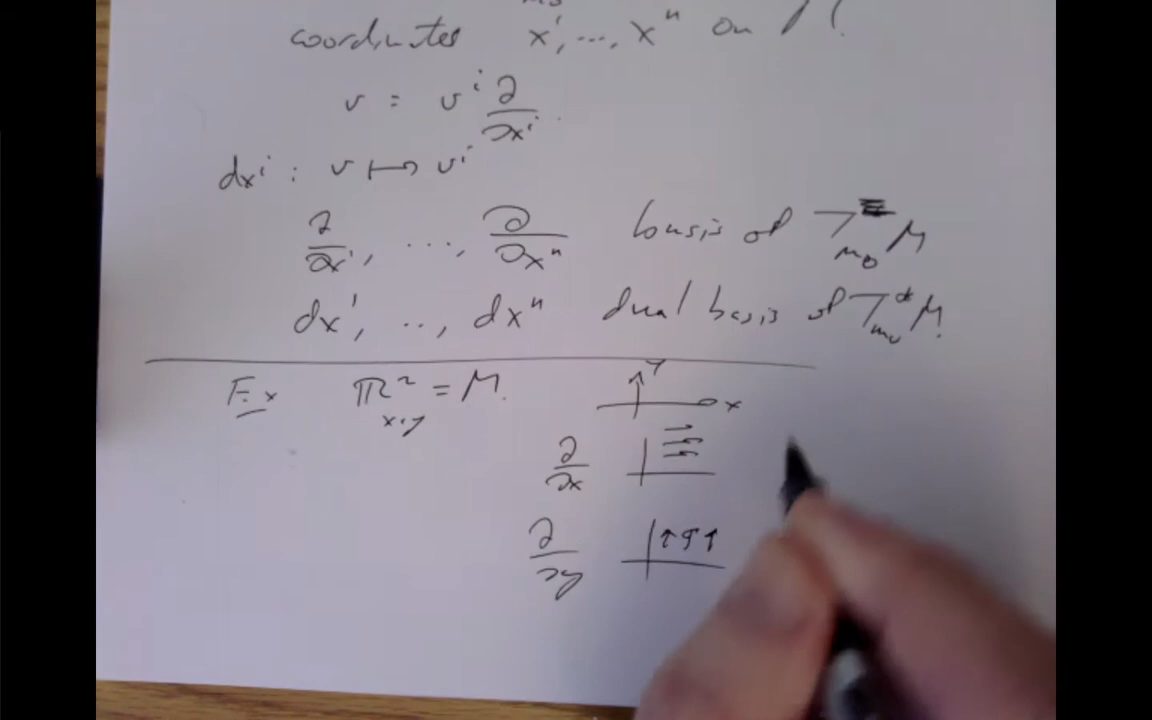 coordinates x¹, ..., xⁿ on M.
v = vⁱ ∂/∂xⁱ.
dxⁱ : v ↦ vⁱ
∂/∂x¹, ..., ∂/∂xⁿ basis of T_{m₀} M
dx¹, .., dxⁿ dual basis of T*_{m₀} M.
Ex ℝ²_{x,y} = M. y x
∂/∂x
∂/∂y